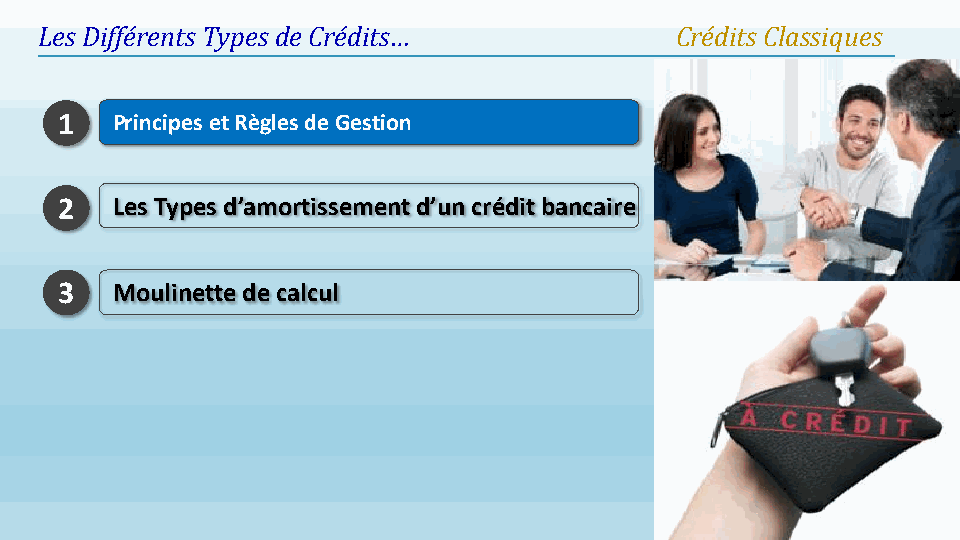 Les Différents Types de Crédits…
Crédits Classiques
1 Principes et Règles de Gestion
2 Les Types d’amortissement d’un crédit bancaire
3 Moulinette de calcul
À CRÉDIT